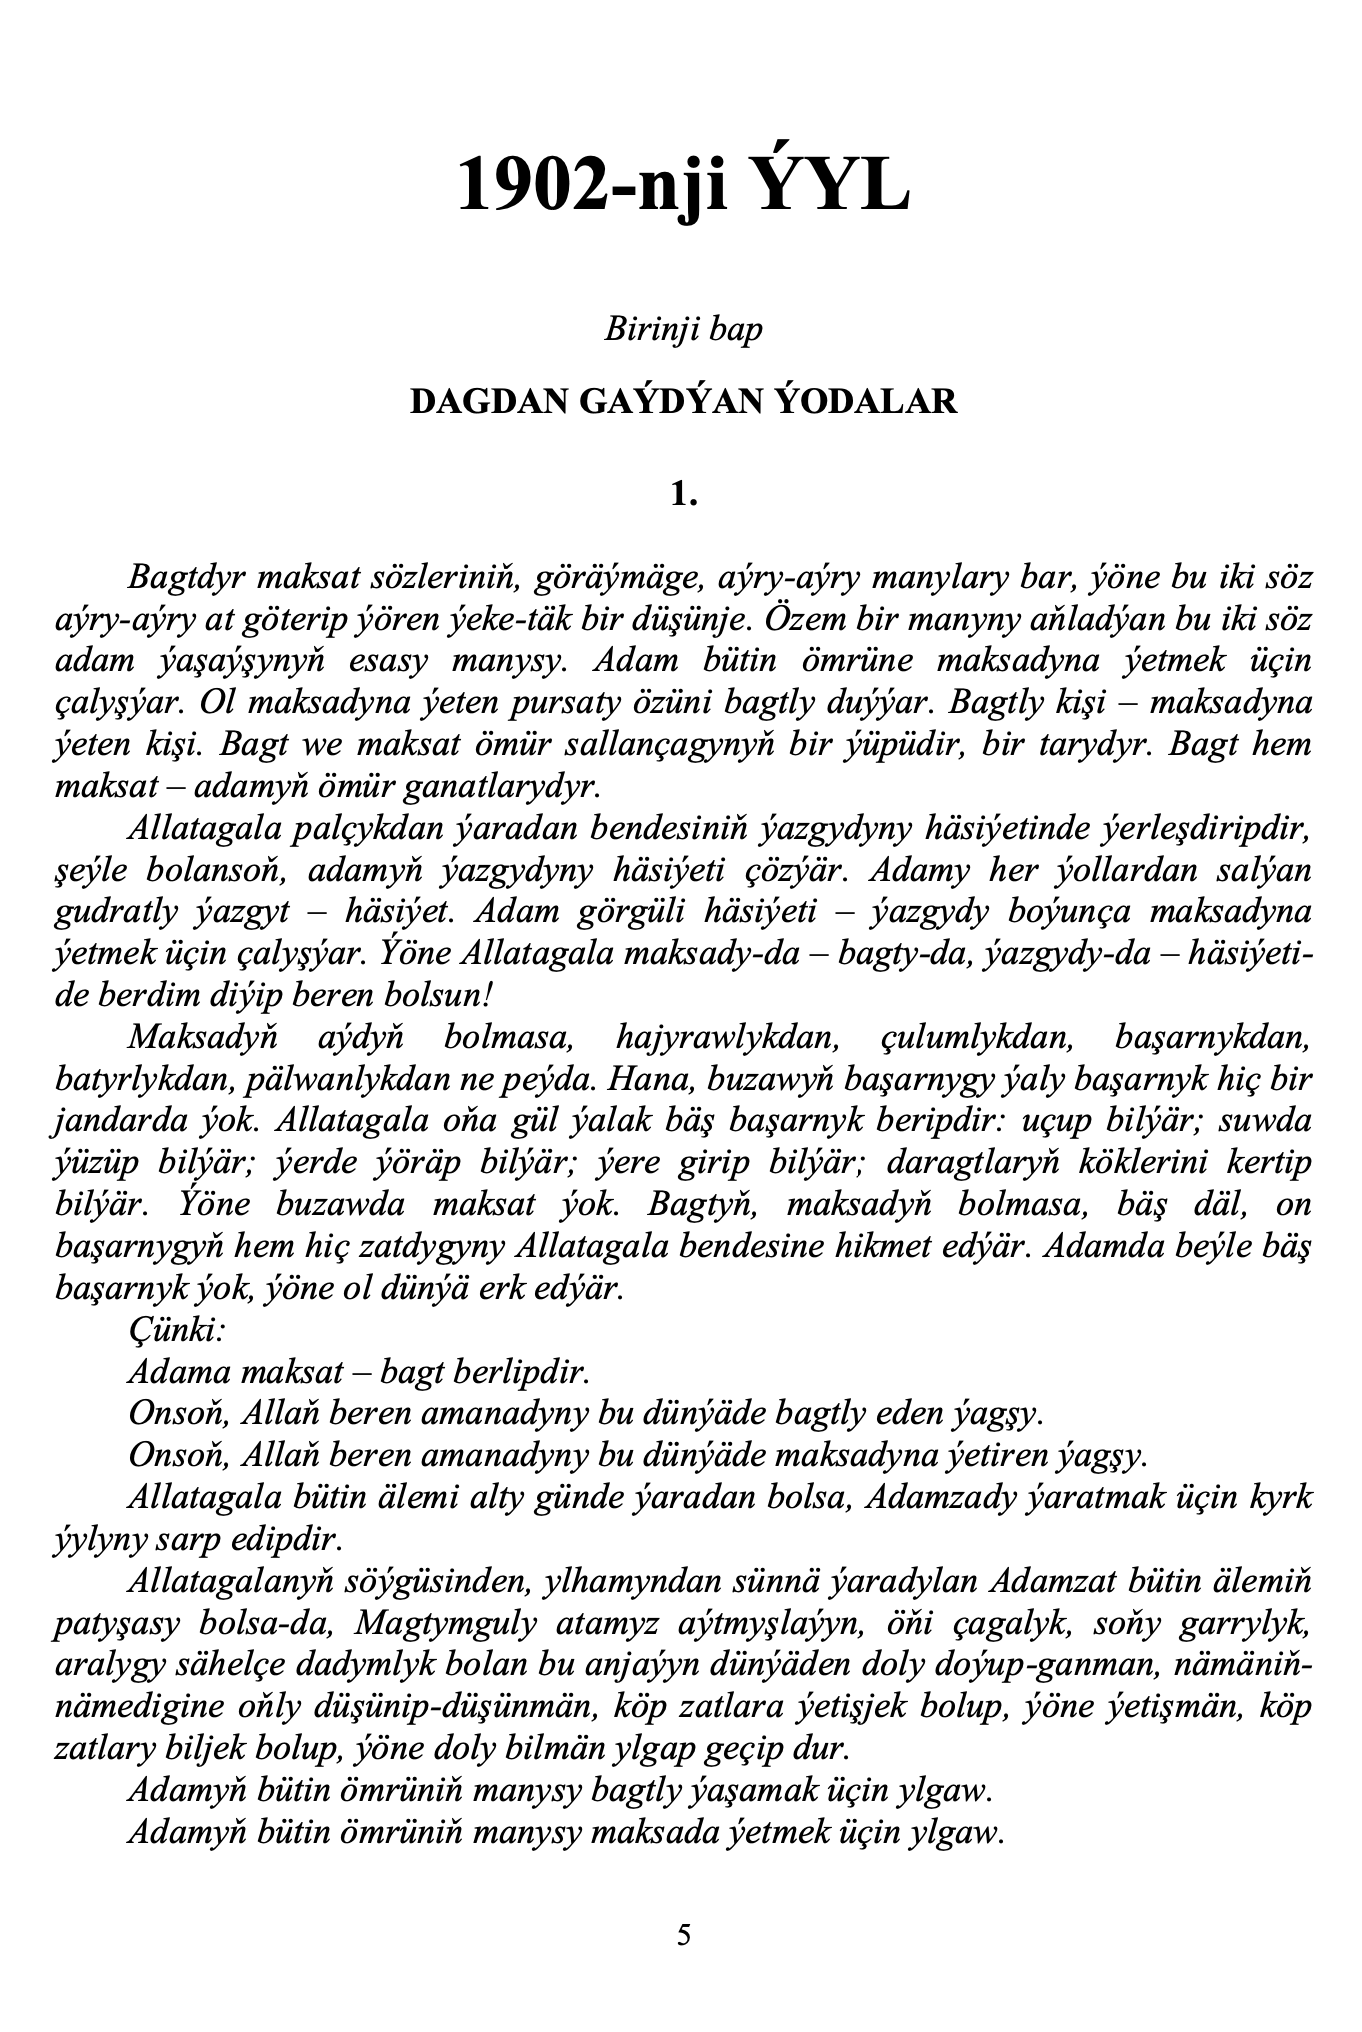 1902-nji ÝYL
Birinji bap
DAGDAN GAÝDÝAN ÝODALAR
1.
Bagtdyr maksat sözleriniň, göräýmäge, aýry-aýry manylary bar, ýöne bu iki söz
aýry-aýry at göterip ýören ýeke-täk bir düşünje. Özem bir manyny aňladýan bu iki söz
adam ýaşaýşynyň esasy manysy. Adam bütin ömrüne maksadyna ýetmek üçin
çalyşýar. Ol maksadyna ýeten pursaty özüni bagtly duýýar. Bagtly kişi – maksadyna
ýeten kişi. Bagt we maksat ömür sallançagynyň bir ýüpüdir, bir tarydyr. Bagt hem
maksat – adamyň ömür ganatlarydyr.
Allatagala palçykdan ýaradan bendesiniň ýazgydyny häsiýetinde ýerleşdiripdir,
şeýle bolansoň, adamyň ýazgydyny häsiýeti çözýär. Adamy her ýollardan salýan
gudratly ýazgyt – häsiýet. Adam görgüli häsiýeti – ýazgydy boýunça maksadyna
ýetmek üçin çalyşýar. Ýöne Allatagala maksady-da – bagty-da, ýazgydy-da – häsiýeti-
de berdim diýip beren bolsun!
Maksadyň aýdyň bolmasa, hajyrawlykdan, çulumlykdan, başarnykdan,
batyrlykdan, pälwanlykdan ne peýda. Hana, buzawyň başarnygy ýaly başarnyk hiç bir
jandarda ýok. Allatagala oňa gül ýalak bäş başarnyk beripdir: uçup bilýär; suwda
ýüzüp bilýär; ýerde ýöräp bilýär; ýere girip bilýär; daragtlaryň köklerini kertip
bilýär. Ýöne buzawda maksat ýok. Bagtyň, maksadyň bolmasa, bäş däl, on
başarnygyň hem hiç zatdygyny Allatagala bendesine hikmet edýär. Adamda beýle bäş
başarnyk ýok, ýöne ol dünýä erk edýär.
Çünki:
Adama maksat – bagt berlipdir.
Onsoň, Allaň beren amanadyny bu dünýäde bagtly eden ýagşy.
Onsoň, Allaň beren amanadyny bu dünýäde maksadyna ýetiren ýagşy.
Allatagala bütin älemi alty günde ýaradan bolsa, Adamzady ýaratmak üçin kyrk
ýylyny sarp edipdir.
Allatagalanyň söýgüsinden, ylhamyndan sünnä ýaradylan Adamzat bütin älemiň
patyşasy bolsa-da, Magtymguly atamyz aýtmyşlaýyn, öňi çagalyk, soňy garrylyk,
aralygy sähelçe dadymlyk bolan bu anjaýyn dünýäden doly doýup-ganman, nämäniň-
nämedigine oňly düşünip-düşünmän, köp zatlara ýetişjek bolup, ýöne ýetişmän, köp
zatlary biljek bolup, ýöne doly bilmän ylgap geçip dur.
Adamyň bütin ömrüniň manysy bagtly ýaşamak üçin ylgaw.
Adamyň bütin ömrüniň manysy maksada ýetmek üçin ylgaw.
5